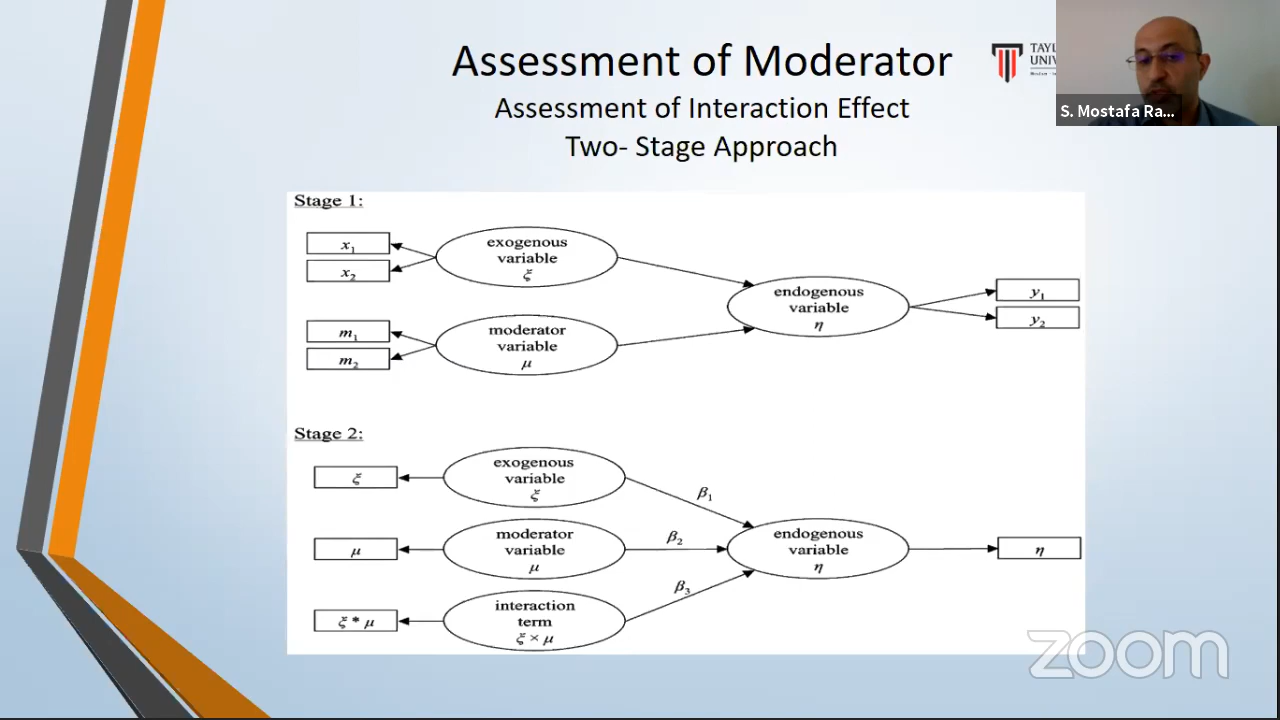 Assessment of Moderator
Assessment of Interaction Effect
Two- Stage Approach
S. Mostafa Ra...
Stage 1:
x₁
x₂
exogenous
variable
ξ
m₁
m₂
moderator
variable
μ
endogenous
variable
η
y₁
y₂
Stage 2:
ξ
exogenous
variable
ξ
β₁
μ
moderator
variable
μ
β₂
ξ * μ
interaction
term
ξ × μ
β₃
endogenous
variable
η
η
zoom